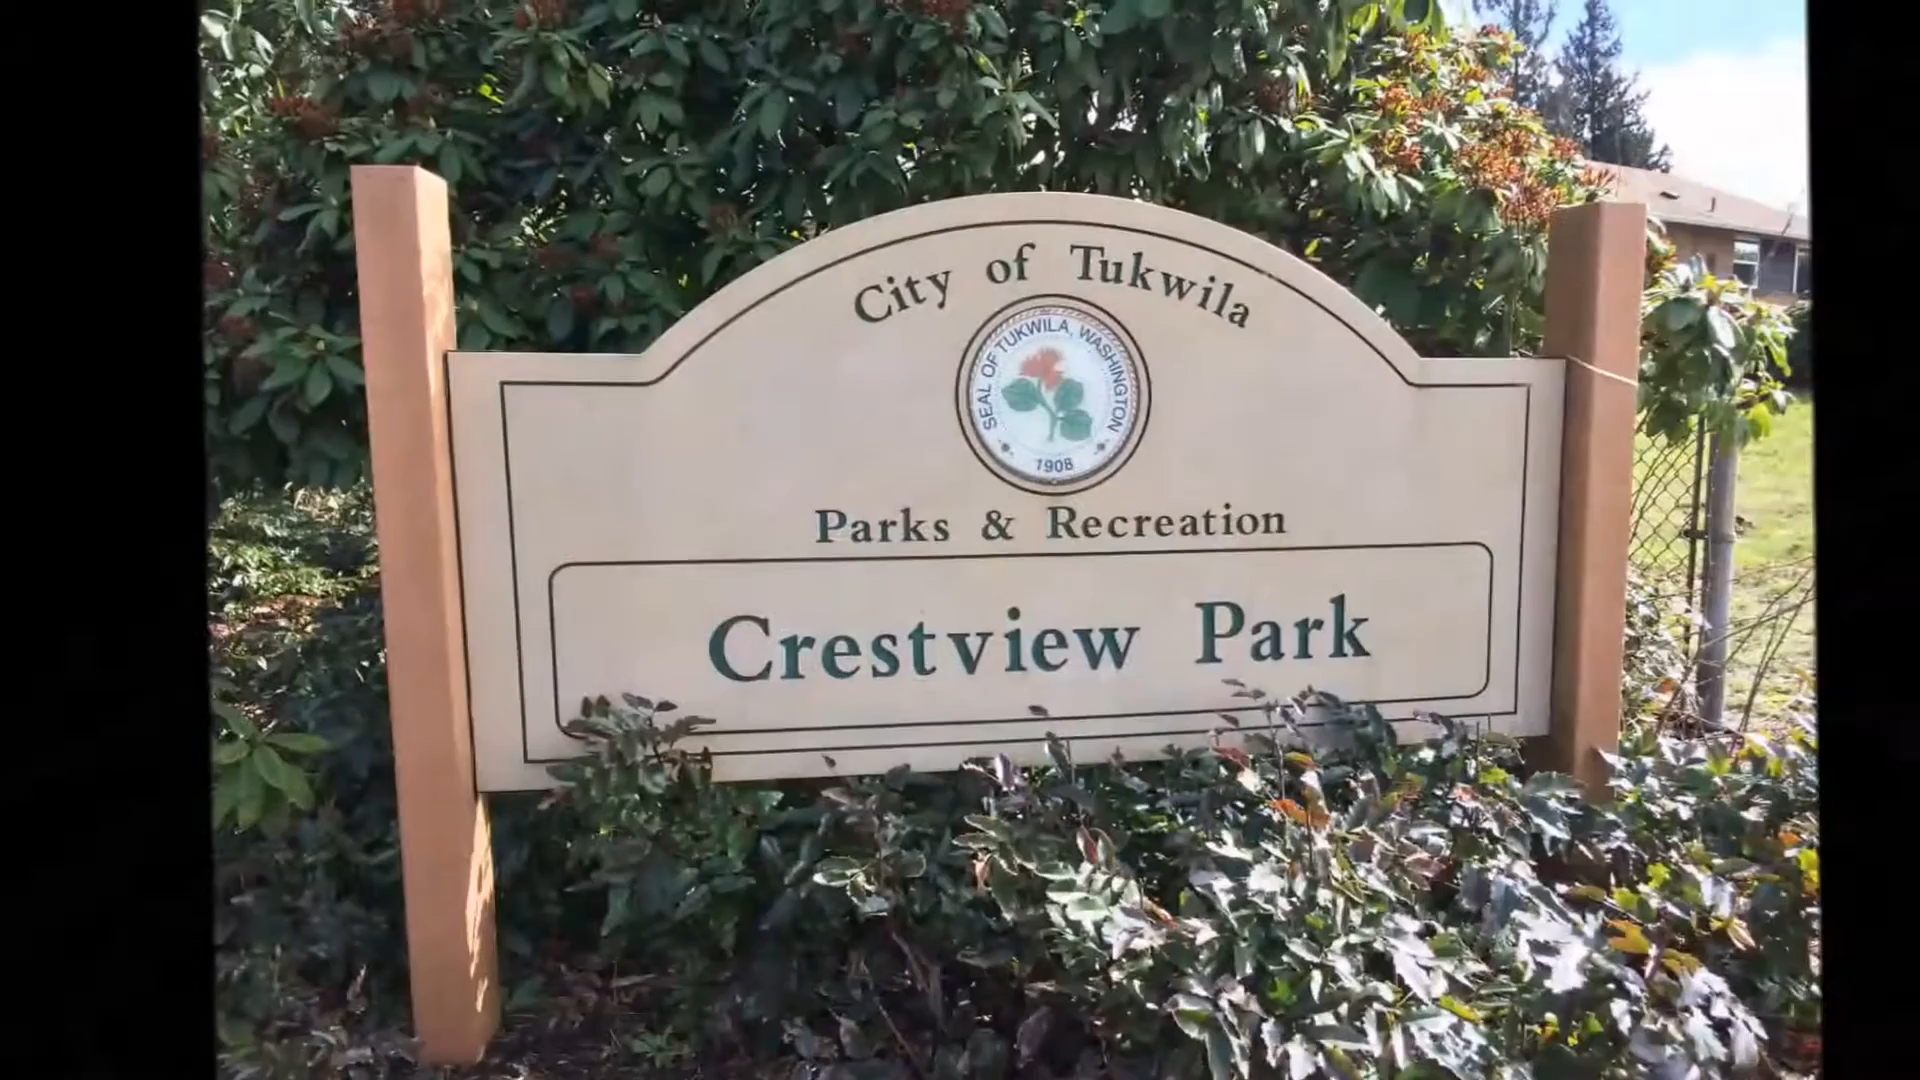 City of Tukwila
SEAL OF TUKWILA, WASHINGTON
1908
Parks & Recreation
Crestview Park